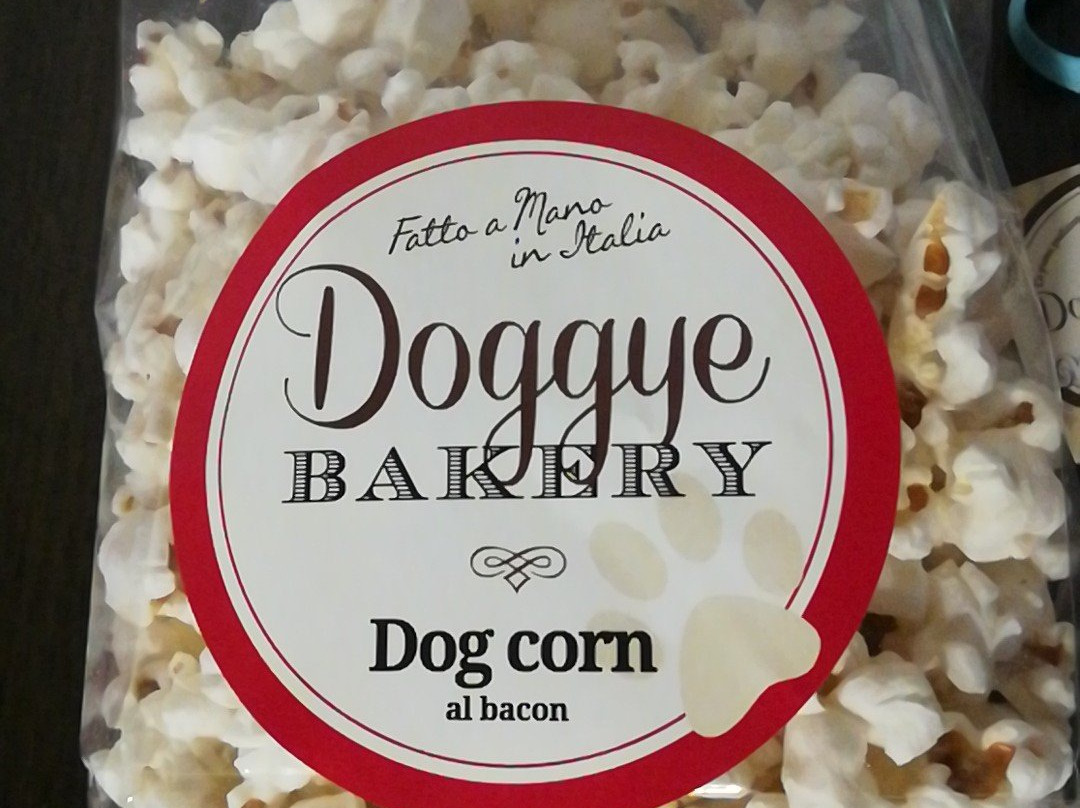 Fatto a Mano
in Italia
Doggye
BAKERY
Dog corn
al bacon